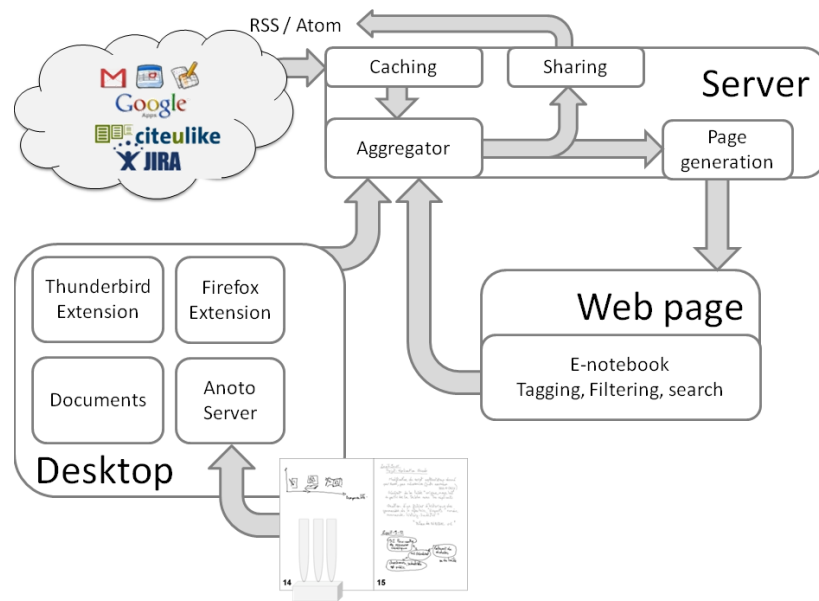 RSS / Atom
Google
Apps
citeulike
JIRA
Caching
Sharing
Server
Aggregator
Page
generation
Thunderbird
Extension
Firefox
Extension
Documents
Anoto
Server
Desktop
Web page
E-notebook
Tagging, Filtering, search
14
15